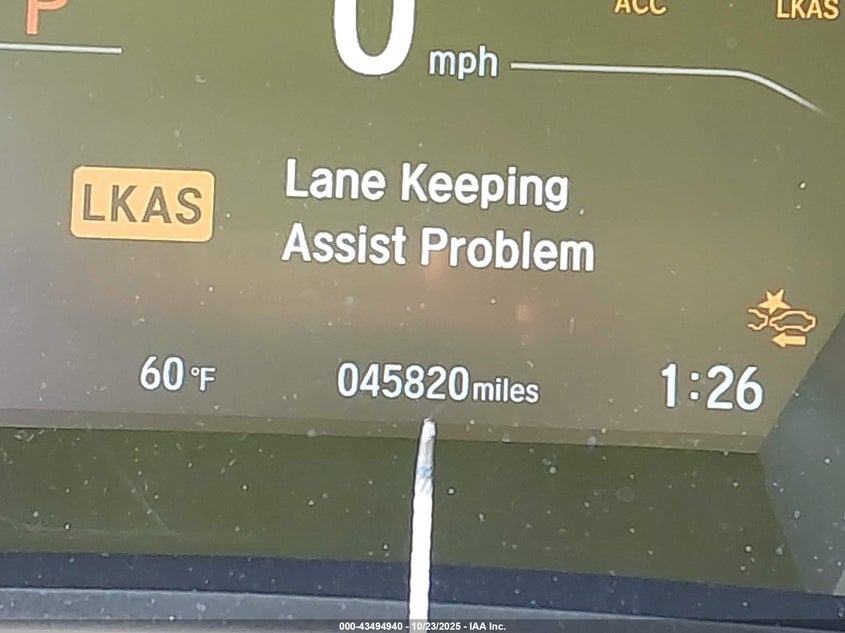 P
0
mph
ACC
LKAS
LKAS
Lane Keeping
Assist Problem
60 °F
045820 miles
1:26
000-43494940 - 10/23/2025 - IAA Inc.